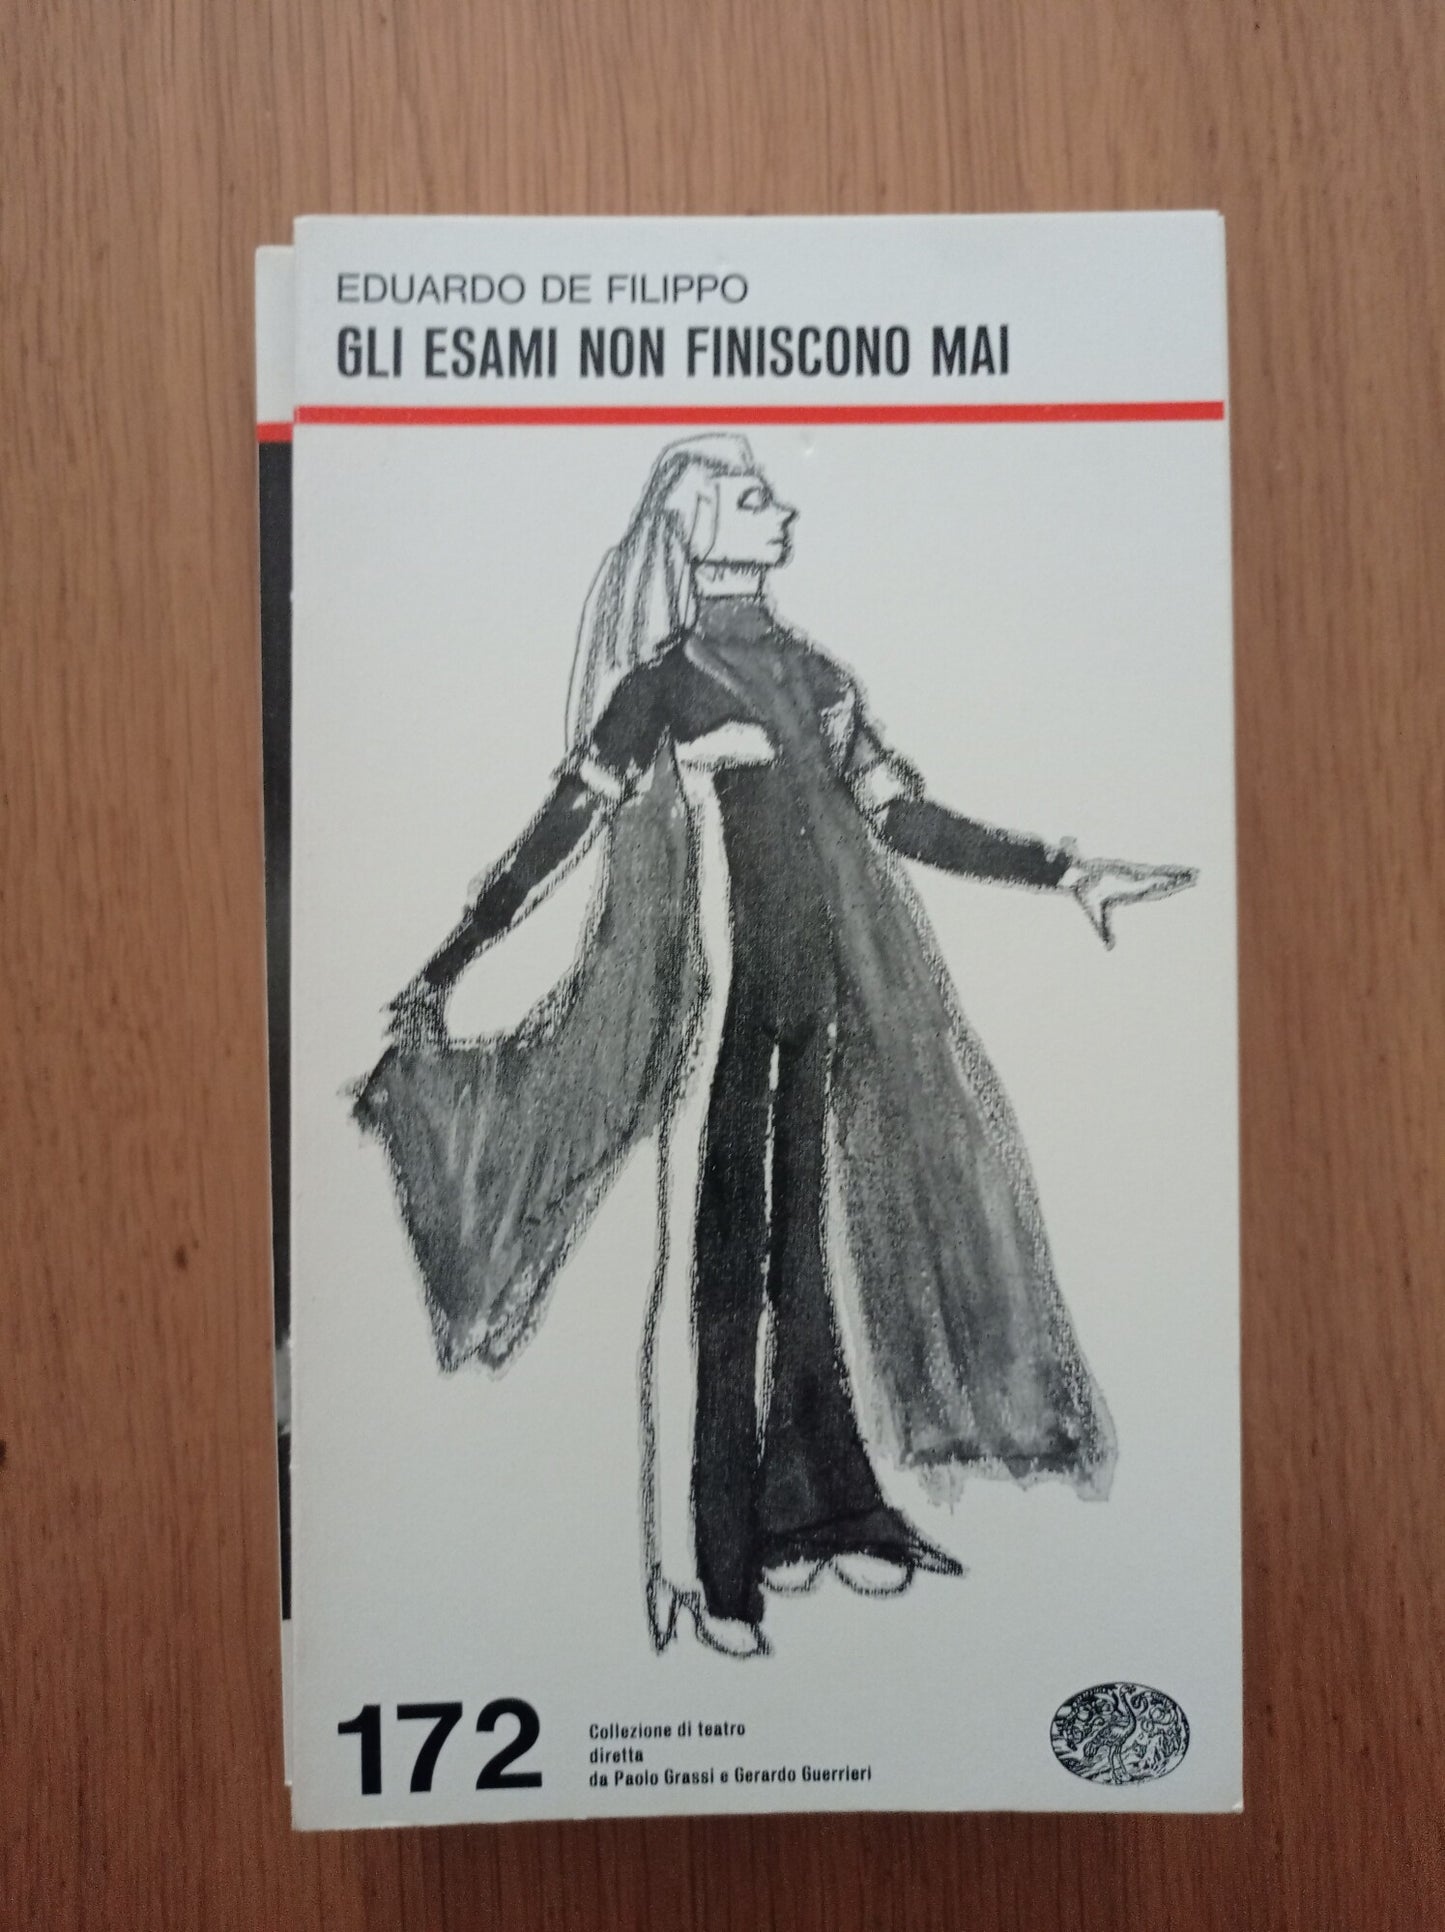 EDUARDO DE FILIPPO
GLI ESAMI NON FINISCONO MAI
172
Collezione di teatro
diretta
da Paolo Grassi e Gerardo Guerrieri